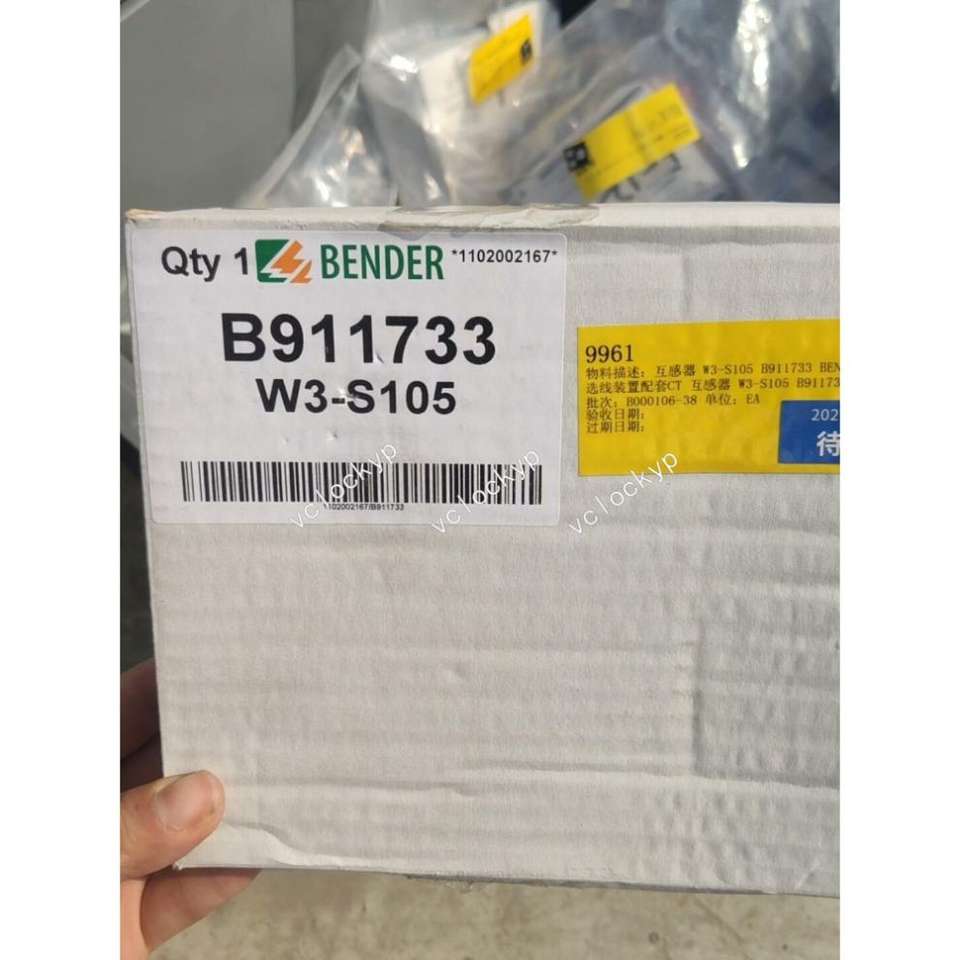 Qty 1 BENDER *1102002167*
B911733
W3-S105
1102002167/B911733
9961
物料描述: 互感器 W3-S105 B911733 BEN
选线装置配套CT 互感器 W3-S105 B91173
批次: B000106-38 单位: EA
验收日期:
过期日期:
202
待
vclockyp
vclockyp
vclockyp